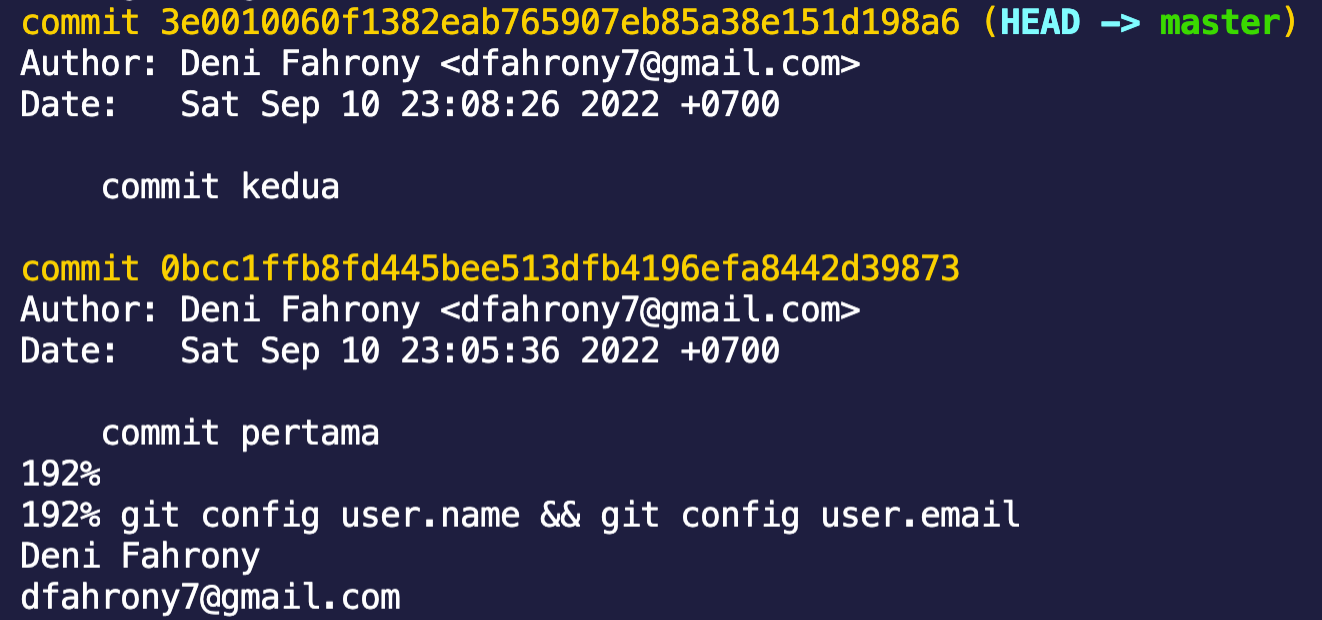 commit 3e0010060f1382eab765907eb85a38e151d198a6 (HEAD -> master)
Author: Deni Fahrony <dfahrony7@gmail.com>
Date:   Sat Sep 10 23:08:26 2022 +0700
    commit kedua
commit 0bcc1ffb8fd445bee513dfb4196efa8442d39873
Author: Deni Fahrony <dfahrony7@gmail.com>
Date:   Sat Sep 10 23:05:36 2022 +0700
    commit pertama
192%
192% git config user.name && git config user.email
Deni Fahrony
dfahrony7@gmail.com